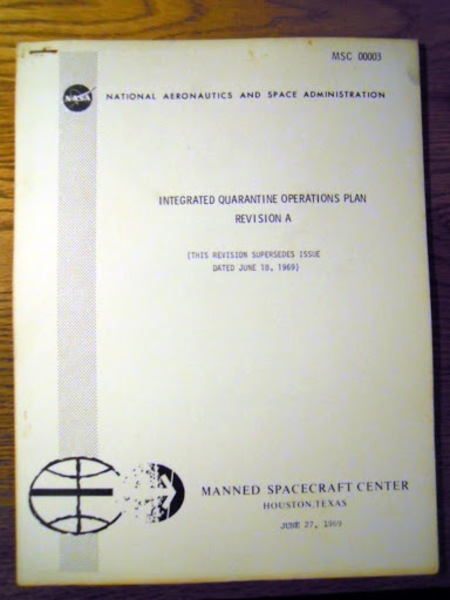 MSC 00003
NASA
NATIONAL AERONAUTICS AND SPACE ADMINISTRATION
INTEGRATED QUARANTINE OPERATIONS PLAN
REVISION A
(THIS REVISION SUPERSEDES ISSUE
DATED JUNE 18, 1969)
MANNED SPACECRAFT CENTER
HOUSTON, TEXAS
JUNE 27, 1969